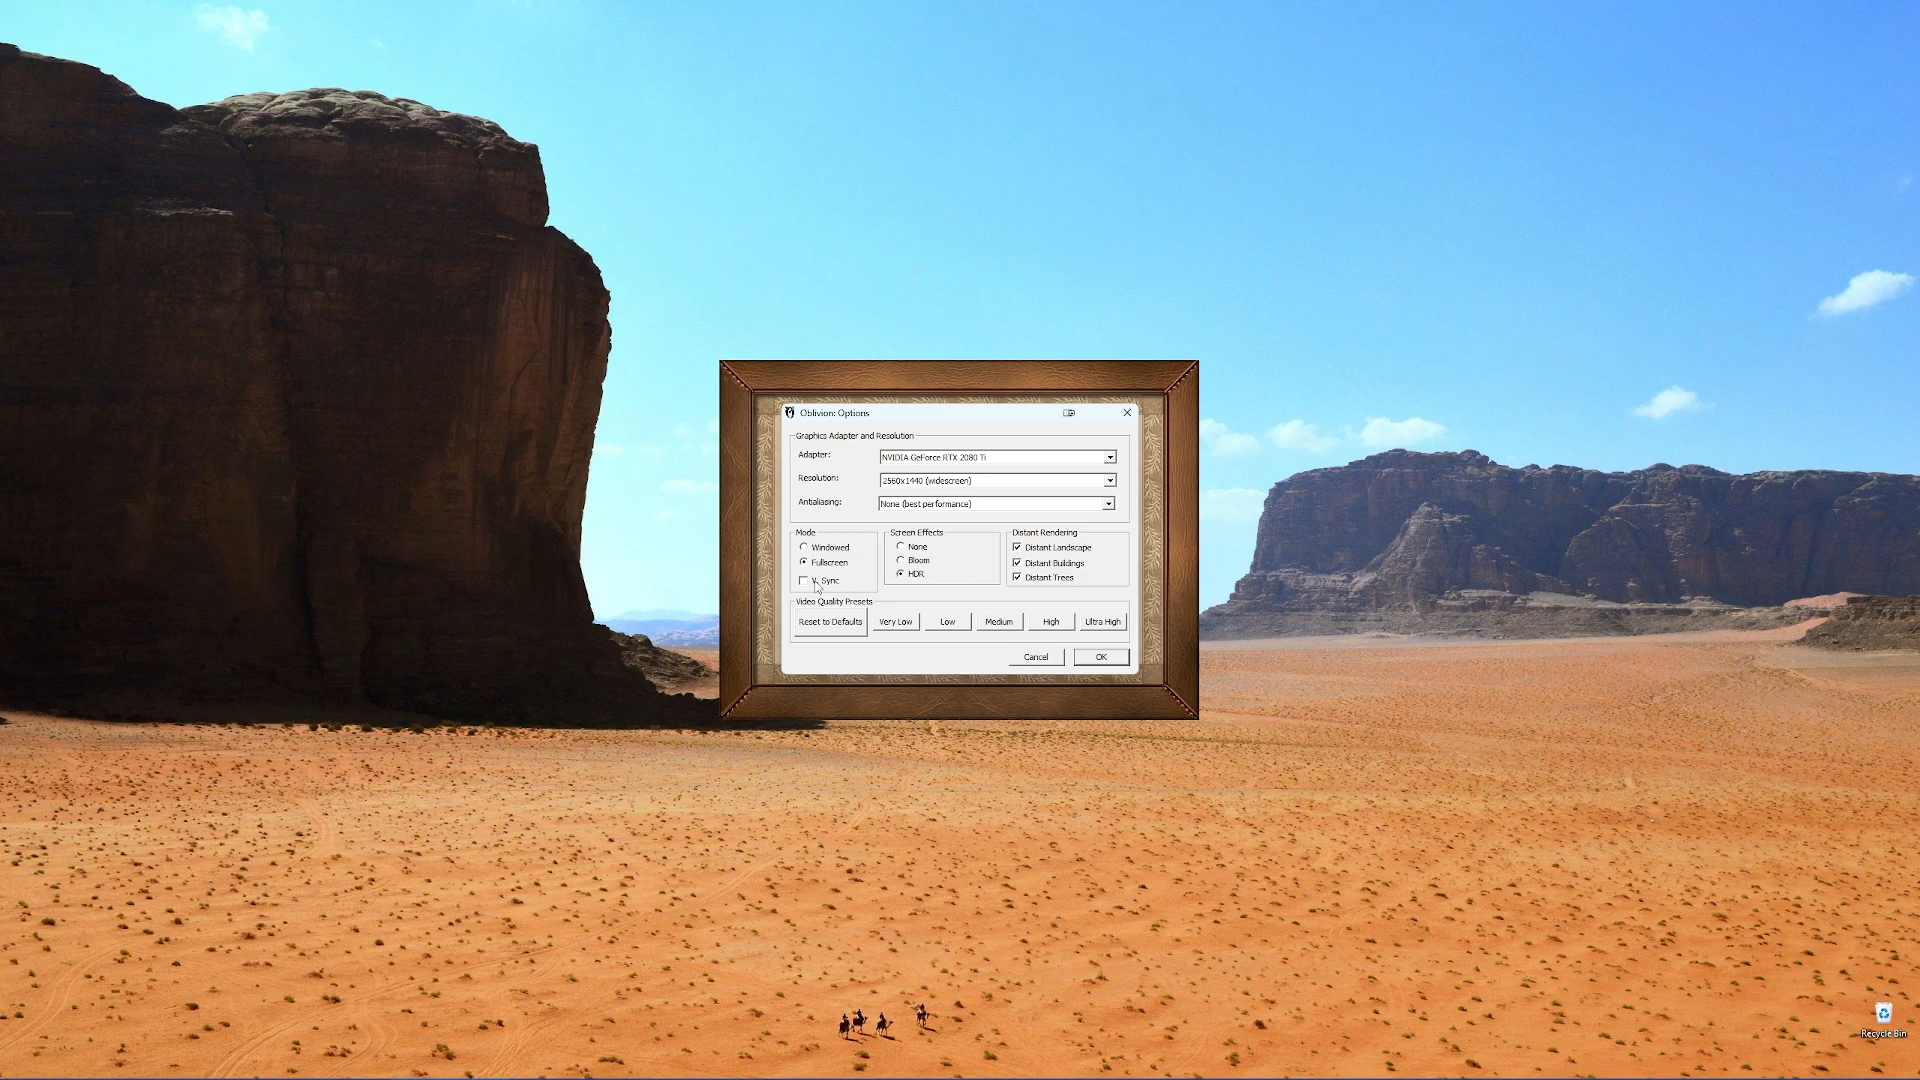 Oblivion: Options
Graphics Adapter and Resolution
Adapter: NVIDIA GeForce RTX 2080 Ti
Resolution: 2560x1440 (widescreen)
Antialiasing: None (best performance)
Mode
Windowed
Fullscreen
Sync
Screen Effects
None
Bloom
HDR
Distant Rendering
Distant Landscape
Distant Buildings
Distant Trees
Video Quality Presets
Reset to Defaults Very Low Low Medium High Ultra High
Cancel OK
Recycle Bin